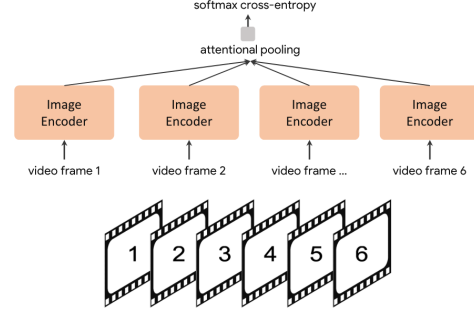 softmax cross-entropy
attentional pooling
Image Encoder
Image Encoder
Image Encoder
Image Encoder
video frame 1
video frame 2
video frame ...
video frame 6
1 2 3 4 5 6